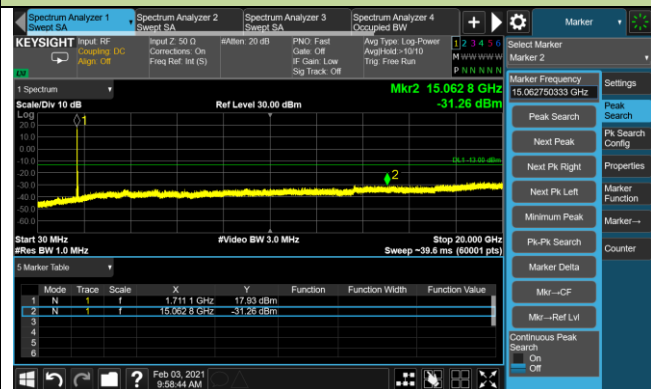 Spectrum Analyzer 1
Swept SA
Spectrum Analyzer 2
Swept SA
Spectrum Analyzer 3
Swept SA
Spectrum Analyzer 4
Occupied BW
Marker
KEYSIGHT
Input: RF
Coupling: DC
Align: Off
Input Z: 50 Ω
Corrections: On
Freq Ref: Int (S)
#Atten: 20 dB
PNO: Fast
Gate: Off
IF Gain: Low
Sig Track: Off
Avg Type: Log-Power
Avg|Hold:>10/10
Trig: Free Run
1 2 3 4 5 6
M W W W W W
P N N N N N
LNI
Select Marker
Marker 2
1 Spectrum
Mkr2 15.062 8 GHz
Scale/Div 10 dB
Ref Level 30.00 dBm
-31.26 dBm
Log
20.0
10.0
0.00
-10.0
-20.0
-30.0
-40.0
-50.0
-60.0
1
DL1 -13.00 dBm
2
Start 30 MHz
#Video BW 3.0 MHz
Stop 20.000 GHz
#Res BW 1.0 MHz
Sweep ~39.6 ms (60001 pts)
5 Marker Table
Mode Trace Scale X Y Function Function Width Function Value
1 N 1 f 1.711 1 GHz 17.93 dBm
2 N 1 f 15.062 8 GHz -31.26 dBm
3
4
5
6
Marker Frequency
15.062750333 GHz
Peak Search
Next Peak
Next Pk Right
Next Pk Left
Minimum Peak
Pk-Pk Search
Marker Delta
Mkr→CF
Mkr→Ref Lvl
Continuous Peak
Search
On
Off
Settings
Peak
Search
Pk Search
Config
Properties
Marker
Function
Marker→
Counter
?
Feb 03, 2021
9:58:44 AM